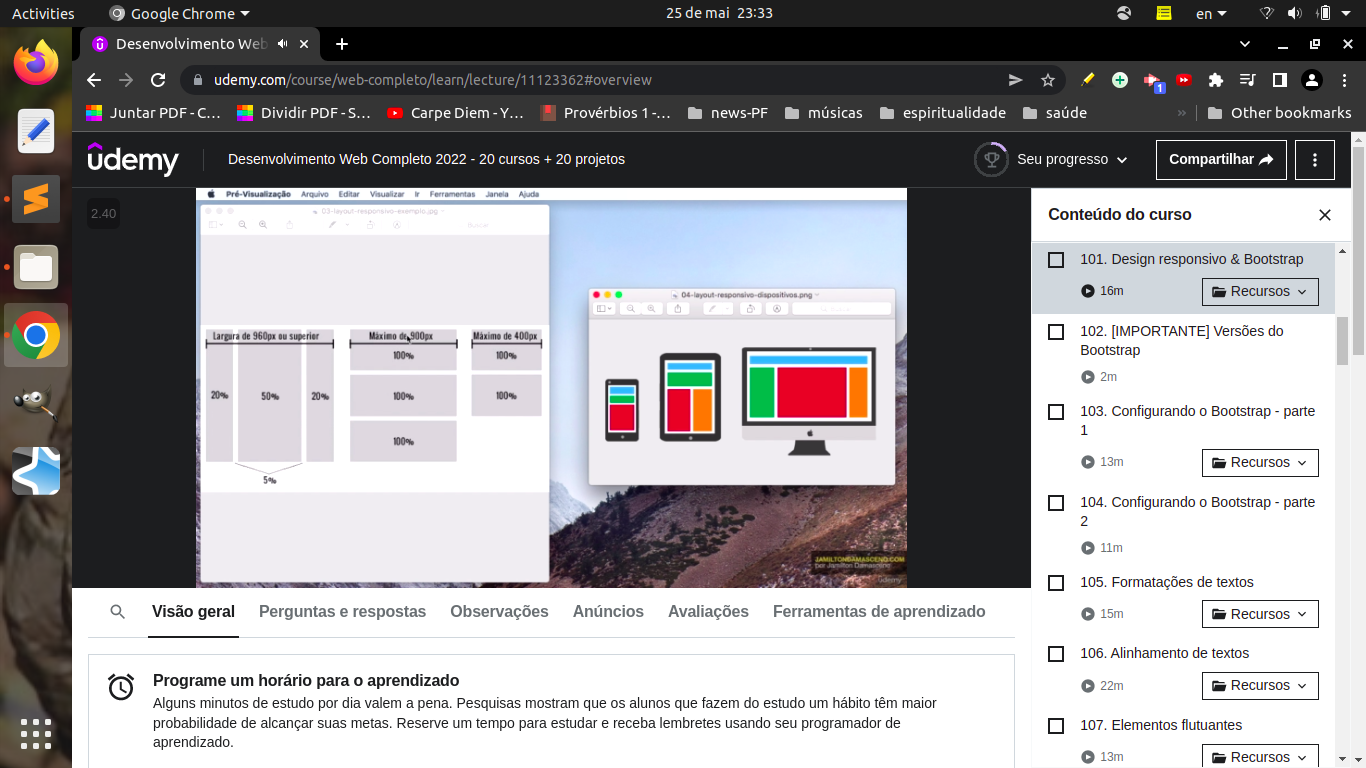 Activities
Google Chrome
25 de mai 23:33
en
Desenvolvimento Web
udemy.com/course/web-completo/learn/lecture/11123362#overview
1
Juntar PDF - C...
Dividir PDF - S...
Carpe Diem - Y...
Provérbios 1 -...
news-PF
músicas
espiritualidade
saúde
»
Other bookmarks
udemy
Desenvolvimento Web Completo 2022 - 20 cursos + 20 projetos
Seu progresso
Compartilhar
2.40
Pré-Visualização Arquivo Editar Visualizar Ir Ferramentas Janela Ajuda
03-layout-responsivo-exemplo.jpg
Buscar
Largura de 960px ou superior
Máximo de 900px
Máximo de 400px
100%
100%
20%
50%
20%
100%
100%
100%
5%
04-layout-responsivo-dispositivos.png
JAMILTONDAMASCENO.COM
por Jamilton Damasceno
udemy
Conteúdo do curso
101. Design responsivo & Bootstrap
16m
Recursos
102. [IMPORTANTE] Versões do
Bootstrap
2m
103. Configurando o Bootstrap - parte
1
13m
Recursos
104. Configurando o Bootstrap - parte
2
11m
105. Formatações de textos
15m
Recursos
106. Alinhamento de textos
22m
Recursos
107. Elementos flutuantes
13m
Recursos
Visão geral
Perguntas e respostas
Observações
Anúncios
Avaliações
Ferramentas de aprendizado
Programe um horário para o aprendizado
Alguns minutos de estudo por dia valem a pena. Pesquisas mostram que os alunos que fazem do estudo um hábito têm maior
probabilidade de alcançar suas metas. Reserve um tempo para estudar e receba lembretes usando seu programador de
aprendizado.